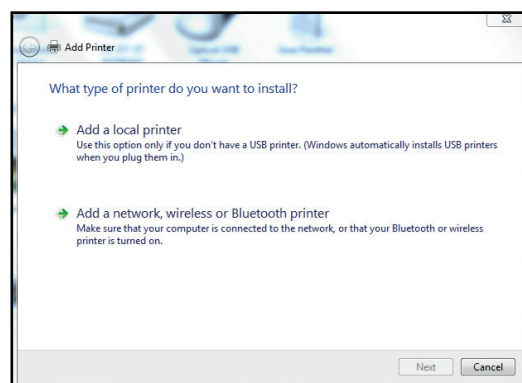 Add Printer
What type of printer do you want to install?
Add a local printer
Use this option only if you don't have a USB printer. (Windows automatically installs USB printers
when you plug them in.)
Add a network, wireless or Bluetooth printer
Make sure that your computer is connected to the network, or that your Bluetooth or wireless
printer is turned on.
Next Cancel